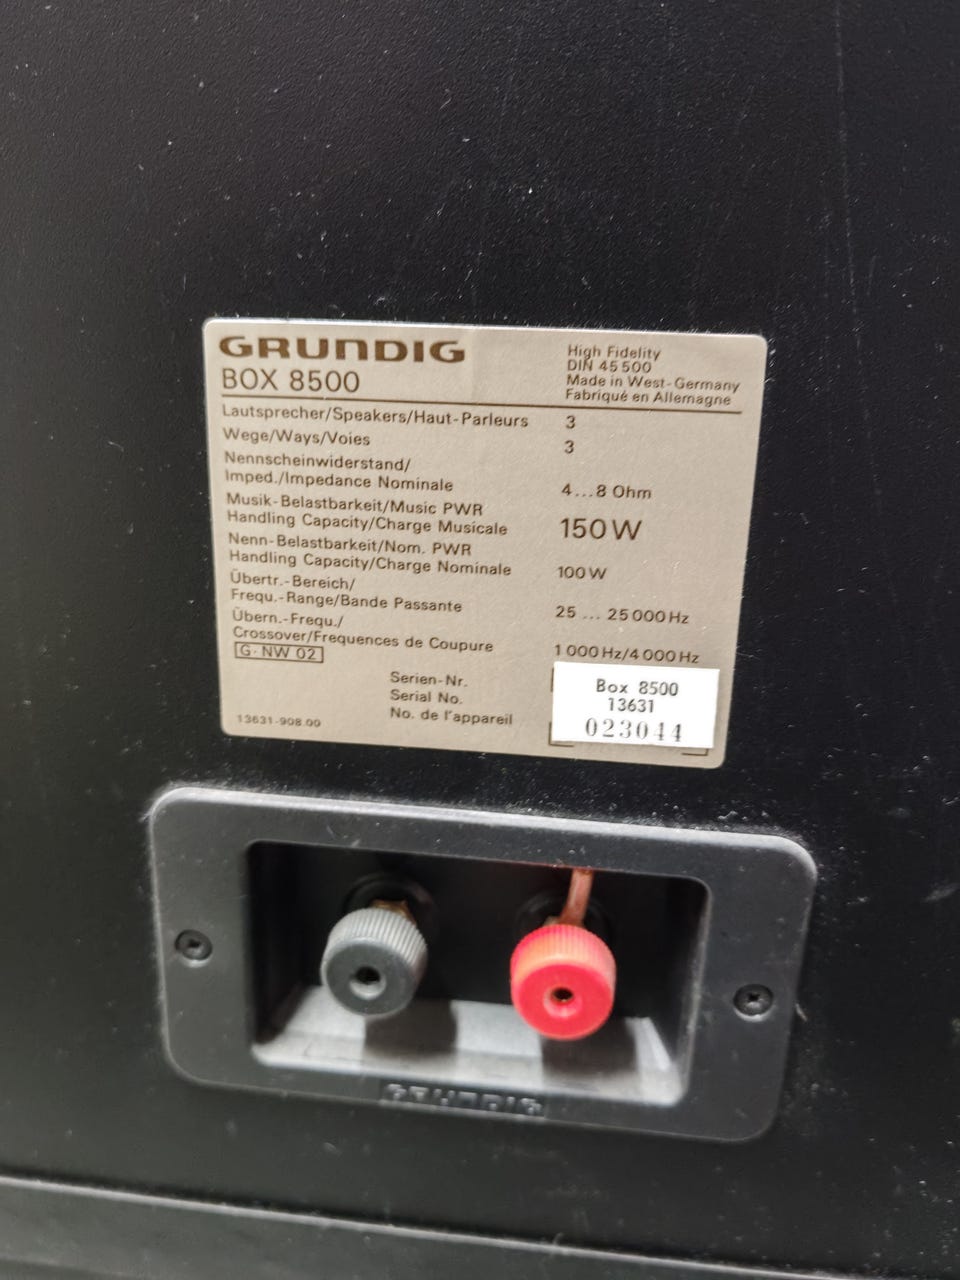 GRUNDIG
BOX 8500
High Fidelity
DIN 45 500
Made in West-Germany
Fabriqué en Allemagne
Lautsprecher/Speakers/Haut-Parleurs 3
Wege/Ways/Voies 3
Nennscheinwiderstand/
Imped./Impedance Nominale 4...8 Ohm
Musik-Belastbarkeit/Music PWR
Handling Capacity/Charge Musicale 150 W
Nenn-Belastbarkeit/Nom. PWR
Handling Capacity/Charge Nominale 100 W
Übertr.-Bereich/
Frequ.-Range/Bande Passante 25 ... 25 000 Hz
Übern.-Frequ./
Crossover/Frequences de Coupure 1 000 Hz/4 000 Hz
G-NW 02
Serien-Nr.
Serial No.
No. de l'appareil
Box 8500
13631
023044
13631-908.00
GRUNDIG